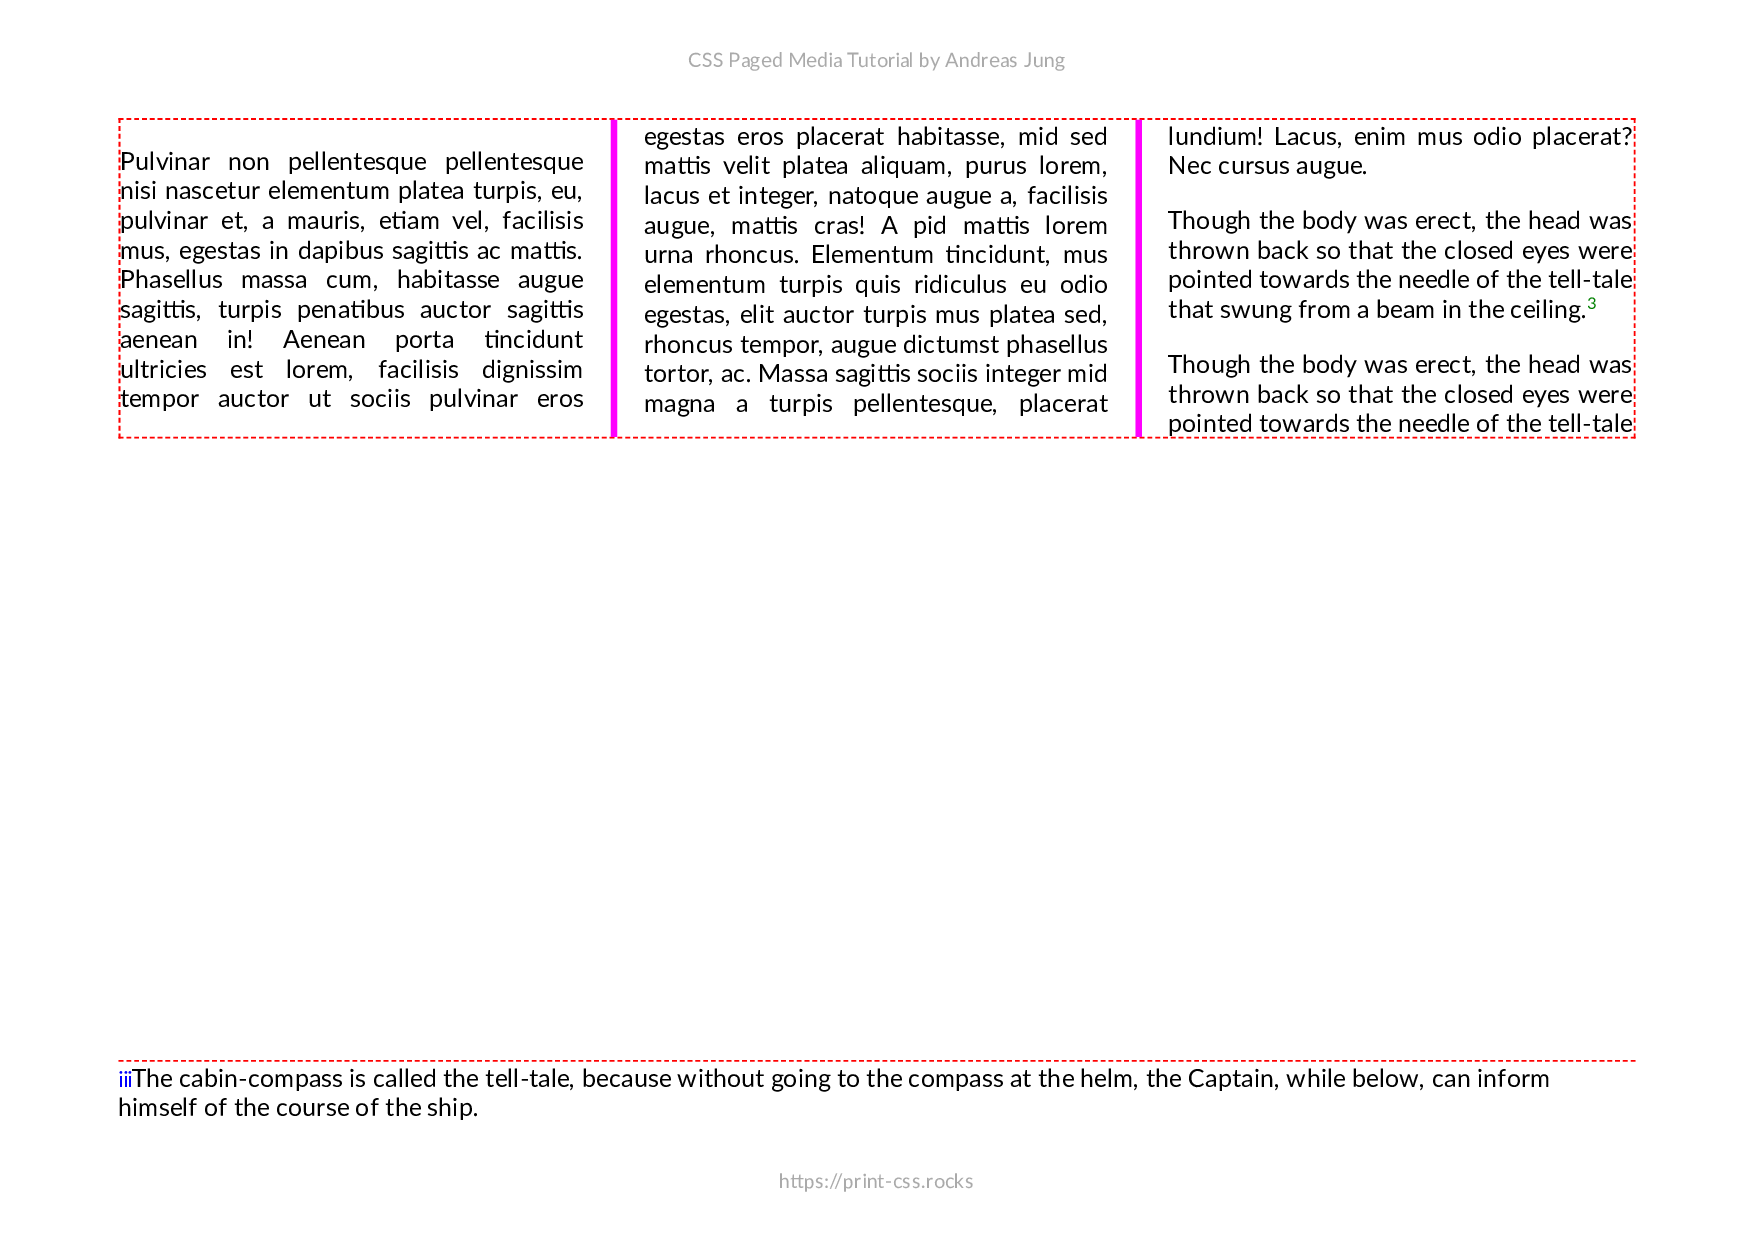 CSS Paged Media Tutorial by Andreas Jung
Pulvinar non pellentesque pellentesque
nisi nascetur elementum platea turpis, eu,
pulvinar et, a mauris, etiam vel, facilisis
mus, egestas in dapibus sagittis ac mattis.
Phasellus massa cum, habitasse augue
sagittis, turpis penatibus auctor sagittis
aenean in! Aenean porta tincidunt
ultricies est lorem, facilisis dignissim
tempor auctor ut sociis pulvinar eros
egestas eros placerat habitasse, mid sed
mattis velit platea aliquam, purus lorem,
lacus et integer, natoque augue a, facilisis
augue, mattis cras! A pid mattis lorem
urna rhoncus. Elementum tincidunt, mus
elementum turpis quis ridiculus eu odio
egestas, elit auctor turpis mus platea sed,
rhoncus tempor, augue dictumst phasellus
tortor, ac. Massa sagittis sociis integer mid
magna a turpis pellentesque, placerat
lundium! Lacus, enim mus odio placerat?
Nec cursus augue.
Though the body was erect, the head was
thrown back so that the closed eyes were
pointed towards the needle of the tell-tale
that swung from a beam in the ceiling.3
Though the body was erect, the head was
thrown back so that the closed eyes were
pointed towards the needle of the tell-tale
iiiThe cabin-compass is called the tell-tale, because without going to the compass at the helm, the Captain, while below, can inform
himself of the course of the ship.
https://print-css.rocks